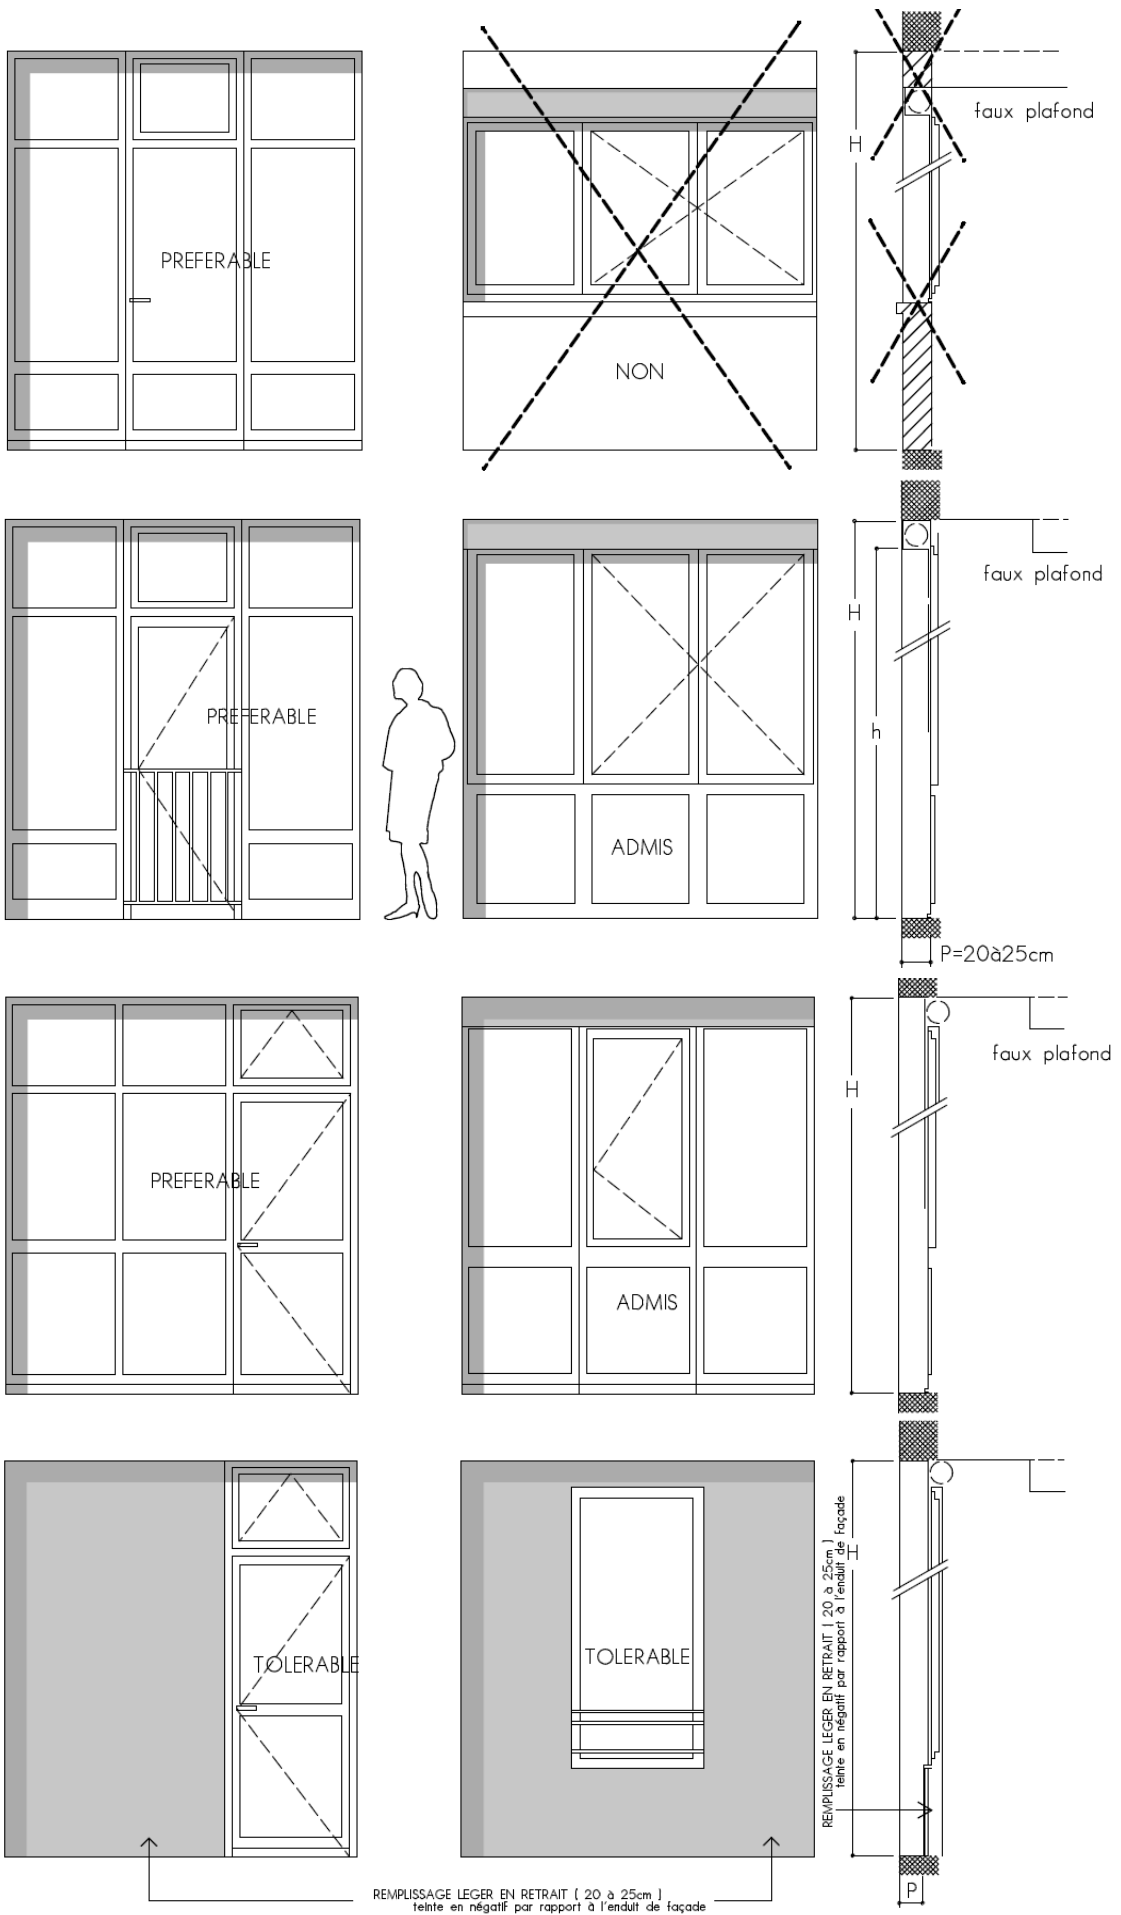 faux plafond
H
PREFERABLE
NON
faux plafond
H
PREFERABLE
h
ADMIS
P=20à25cm
faux plafond
H
PREFERABLE
ADMIS
H
TOLERABLE
TOLERABLE
REMPLISSAGE LEGER EN RETRAIT [ 20 à 25cm ]
teinte en négatif par rapport à l'enduit de façade
P
REMPLISSAGE LEGER EN RETRAIT [ 20 à 25cm ]
teinte en négatif par rapport à l'enduit de façade